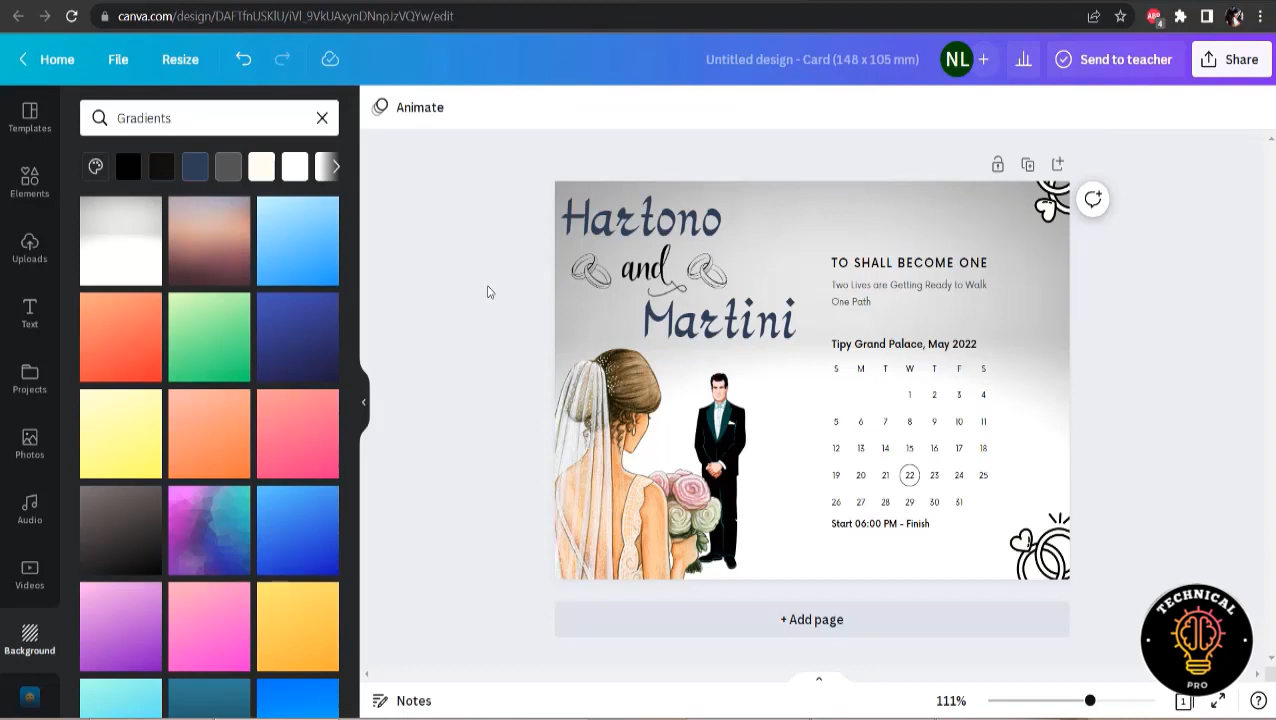 canva.com/design/DAFTfnUSKlU/iVl_9VkUAxynDNnpJzVQYw/edit
4
Home
File
Resize
Untitled design - Card (148 x 105 mm)
NL
+
Send to teacher
Share
Templates
Elements
Uploads
Text
Projects
Photos
Audio
Videos
Background
Gradients
Animate
Hartono
and
Martini
TO SHALL BECOME ONE
Two Lives are Getting Ready to Walk
One Path
Tipy Grand Palace, May 2022
S M T W T F S
1 2 3 4
5 6 7 8 9 10 11
12 13 14 15 16 17 18
19 20 21 22 23 24 25
26 27 28 29 30 31
Start 06:00 PM - Finish
+ Add page
TECHNICAL
PRO
Notes
111%
1
?